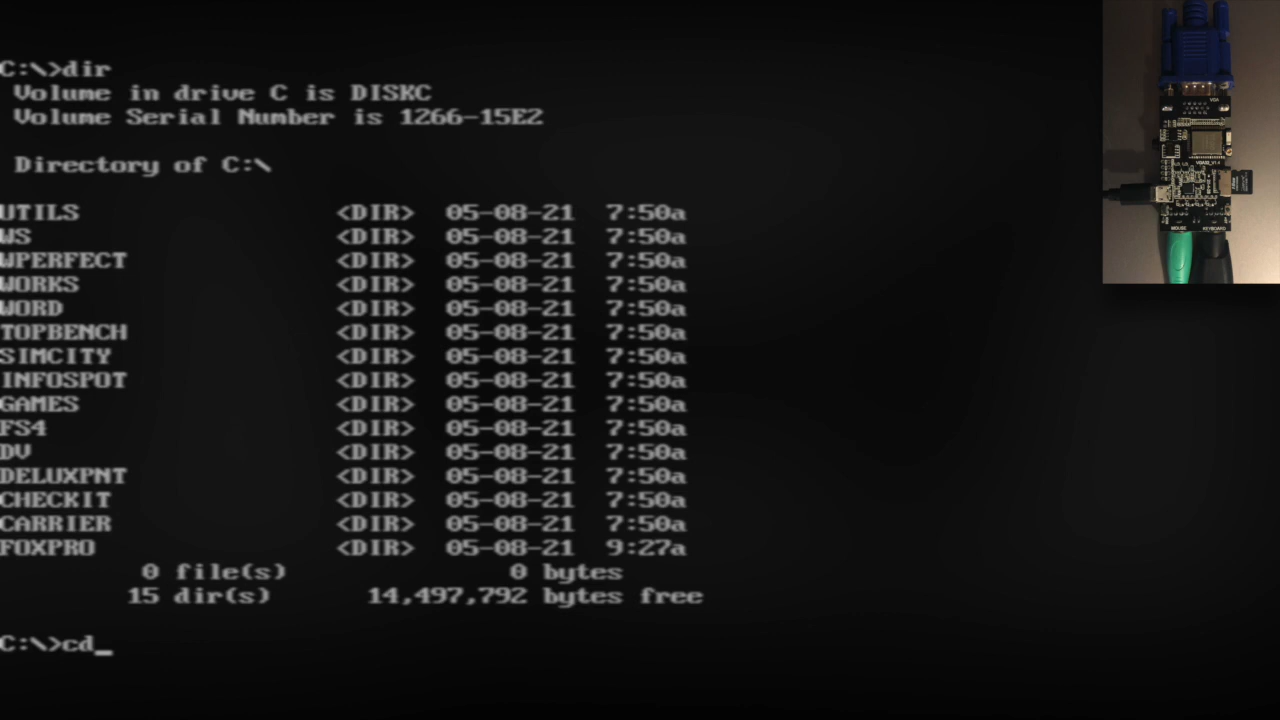 C:\>dir
Volume in drive C is DISKC
Volume Serial Number is 1266-15E2
Directory of C:\
UTILS <DIR> 05-08-21 7:50a
WS <DIR> 05-08-21 7:50a
WPERFECT <DIR> 05-08-21 7:50a
WORKS <DIR> 05-08-21 7:50a
WORD <DIR> 05-08-21 7:50a
TOPBENCH <DIR> 05-08-21 7:50a
SIMCITY <DIR> 05-08-21 7:50a
INFOSPOT <DIR> 05-08-21 7:50a
GAMES <DIR> 05-08-21 7:50a
FS4 <DIR> 05-08-21 7:50a
DV <DIR> 05-08-21 7:50a
DELUXPNT <DIR> 05-08-21 7:50a
CHECKIT <DIR> 05-08-21 7:50a
CARRIER <DIR> 05-08-21 7:50a
FOXPRO <DIR> 05-08-21 9:27a
0 file(s) 0 bytes
15 dir(s) 14,497,792 bytes free
C:\>cd_
VGA
VGA32_V1.4
MOUSE KEYBOARD